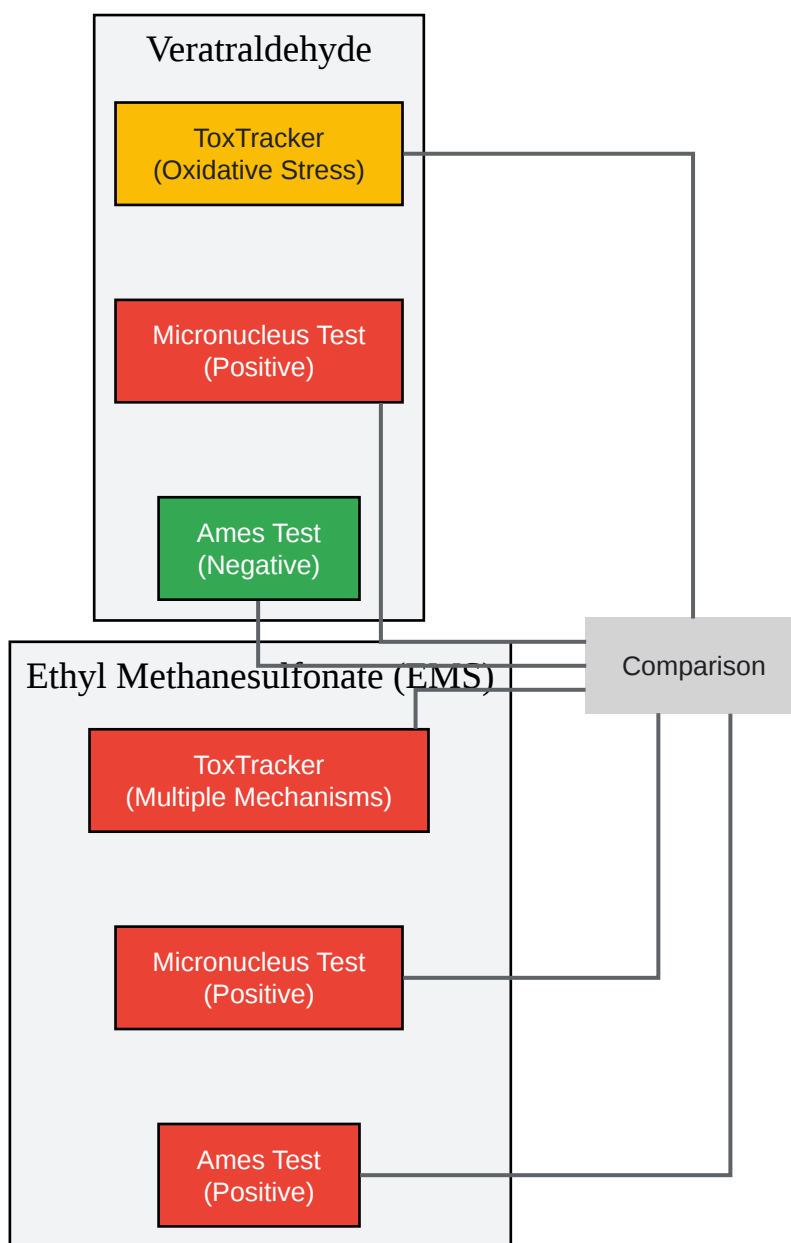 Veratraldehyde
ToxTracker
(Oxidative Stress)
Micronucleus Test
(Positive)
Ames Test
(Negative)
Comparison
Ethyl Methanesulfonate (EMS)
ToxTracker
(Multiple Mechanisms)
Micronucleus Test
(Positive)
Ames Test
(Positive)